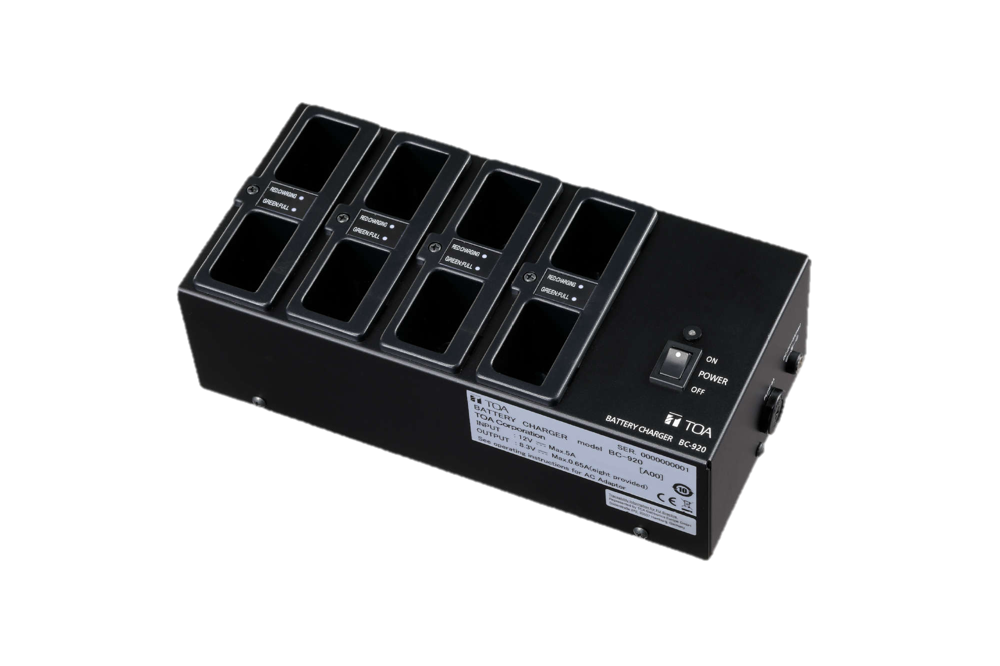 RED:CHARGING
GREEN:FULL
RED:CHARGING
GREEN:FULL
RED:CHARGING
GREEN:FULL
RED:CHARGING
GREEN:FULL
ON
POWER
OFF
TOA
BATTERY CHARGER BC-920
TOA
BATTERY CHARGER model BC-920
TOA Corporation SER. 0000000001
INPUT : 12V ⎓ Max.5A [A00]
OUTPUT : 8.3V ⎓ Max.0.65A(eight provided)
See operating instructions for AC Adaptor
10
CE
Traceability Information for EU directive.
Represented by TOA Electronics Europe GmbH
Süderstraße 282, 20537 Hamburg, Germany